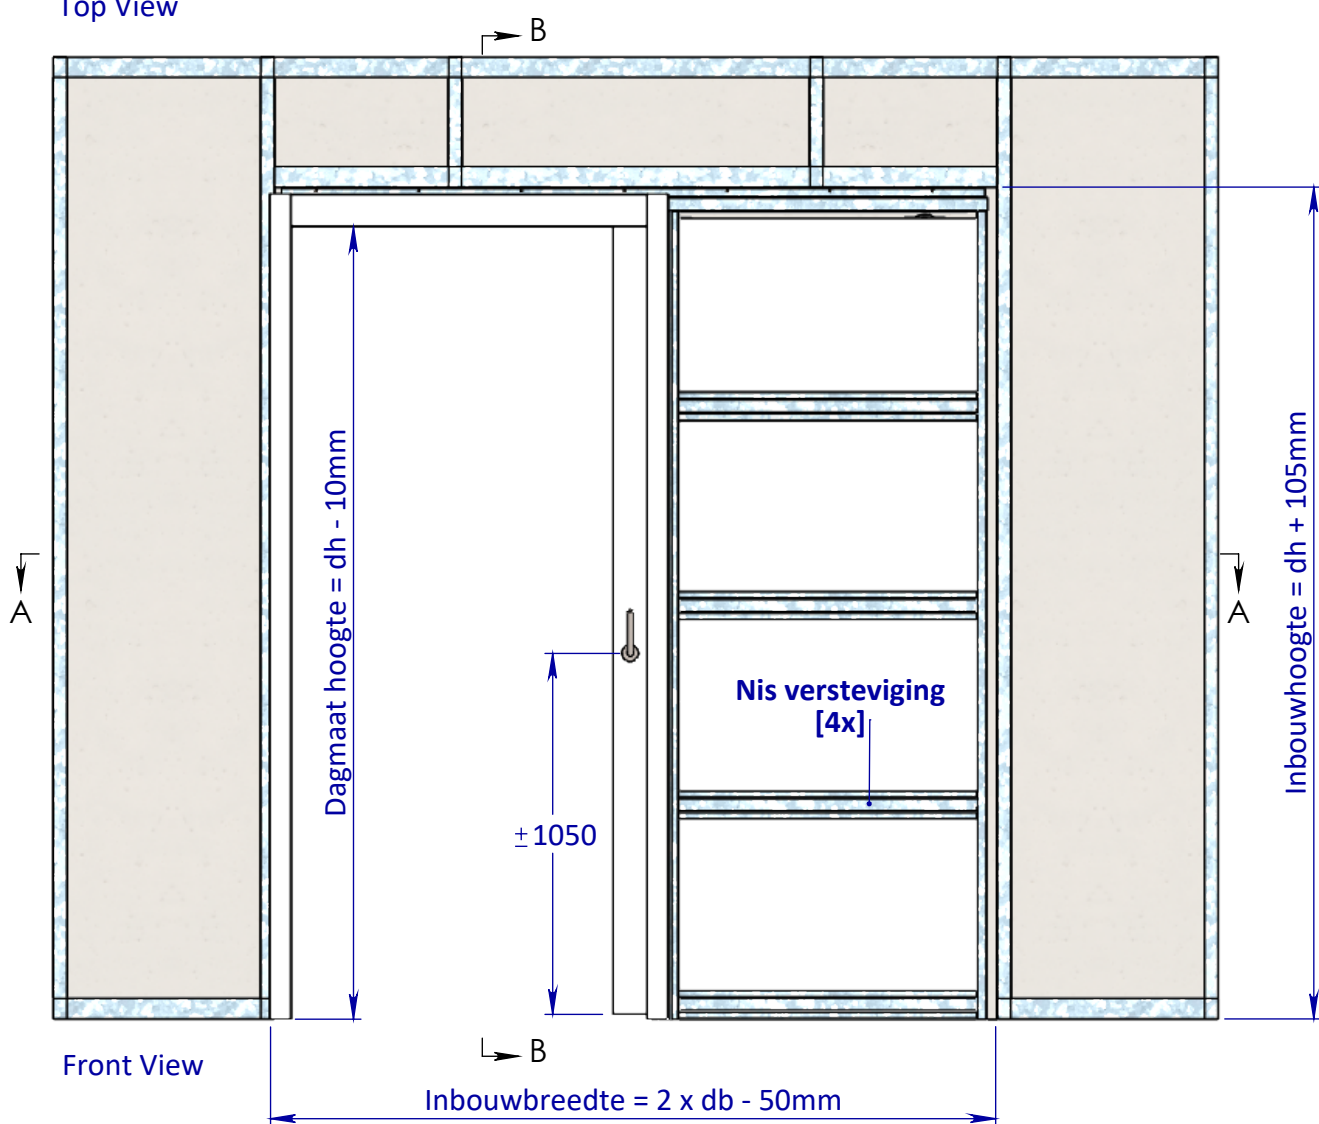 Top View
B
Dagmaat hoogte = dh - 10mm
Inbouwhoogte = dh + 105mm
A
A
Nis versteviging
[4x]
±1050
B
Front View
Inbouwbreedte = 2 x db - 50mm